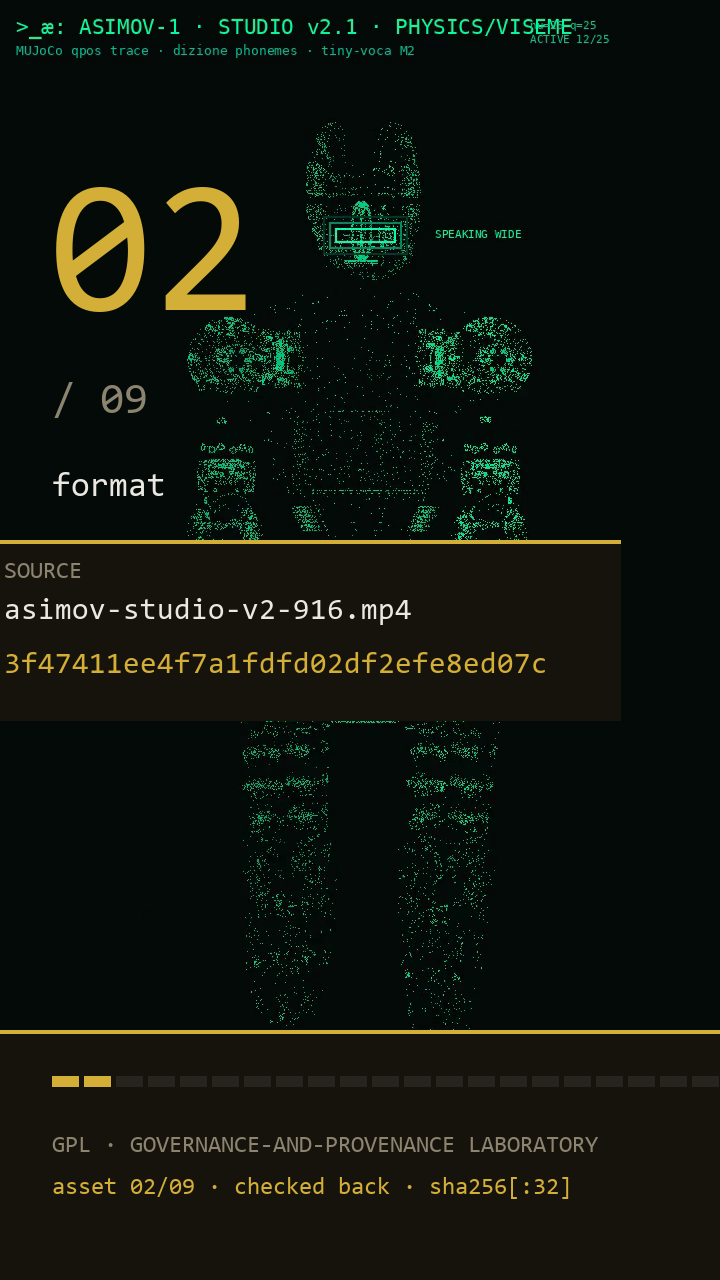 >_æ: ASIMOV-1 · STUDIO v2.1 · PHYSICS/VISEME
q=25
ACTIVE 12/25
MUJoCo qpos trace · dizione phonemes · tiny-voca M2
02
SPEAKING WIDE
/ 09
format
SOURCE
asimov-studio-v2-916.mp4
3f47411ee4f7a1fdfd02df2efe8ed07c
GPL · GOVERNANCE-AND-PROVENANCE LABORATORY
asset 02/09 · checked back · sha256[:32]